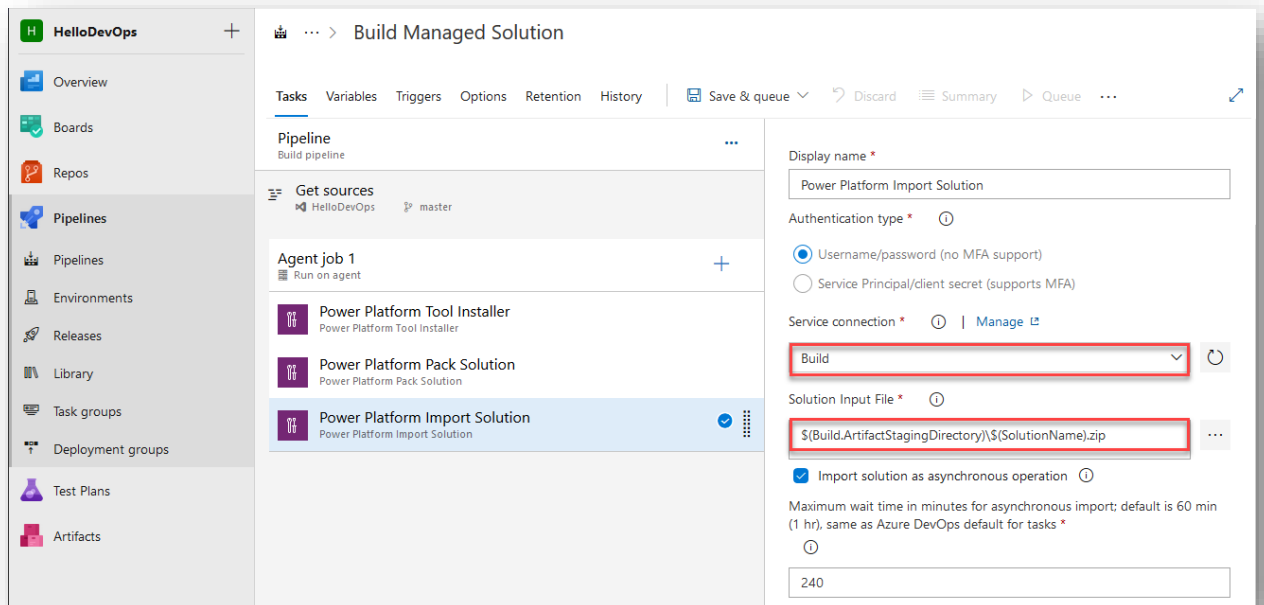 H HelloDevOps +
Overview
Boards
Repos
Pipelines
Pipelines
Environments
Releases
Library
Task groups
Deployment groups
Test Plans
Artifacts
··· > Build Managed Solution
Tasks Variables Triggers Options Retention History Save & queue Discard Summary Queue ···
Pipeline ···
Build pipeline
Get sources
HelloDevOps master
Agent job 1 +
Run on agent
Power Platform Tool Installer
Power Platform Tool Installer
Power Platform Pack Solution
Power Platform Pack Solution
Power Platform Import Solution
Power Platform Import Solution
Display name *
Power Platform Import Solution
Authentication type *
Username/password (no MFA support)
Service Principal/client secret (supports MFA)
Service connection * | Manage
Build
Solution Input File *
$(Build.ArtifactStagingDirectory)\$(SolutionName).zip ···
Import solution as asynchronous operation
Maximum wait time in minutes for asynchronous import; default is 60 min
(1 hr), same as Azure DevOps default for tasks *
240